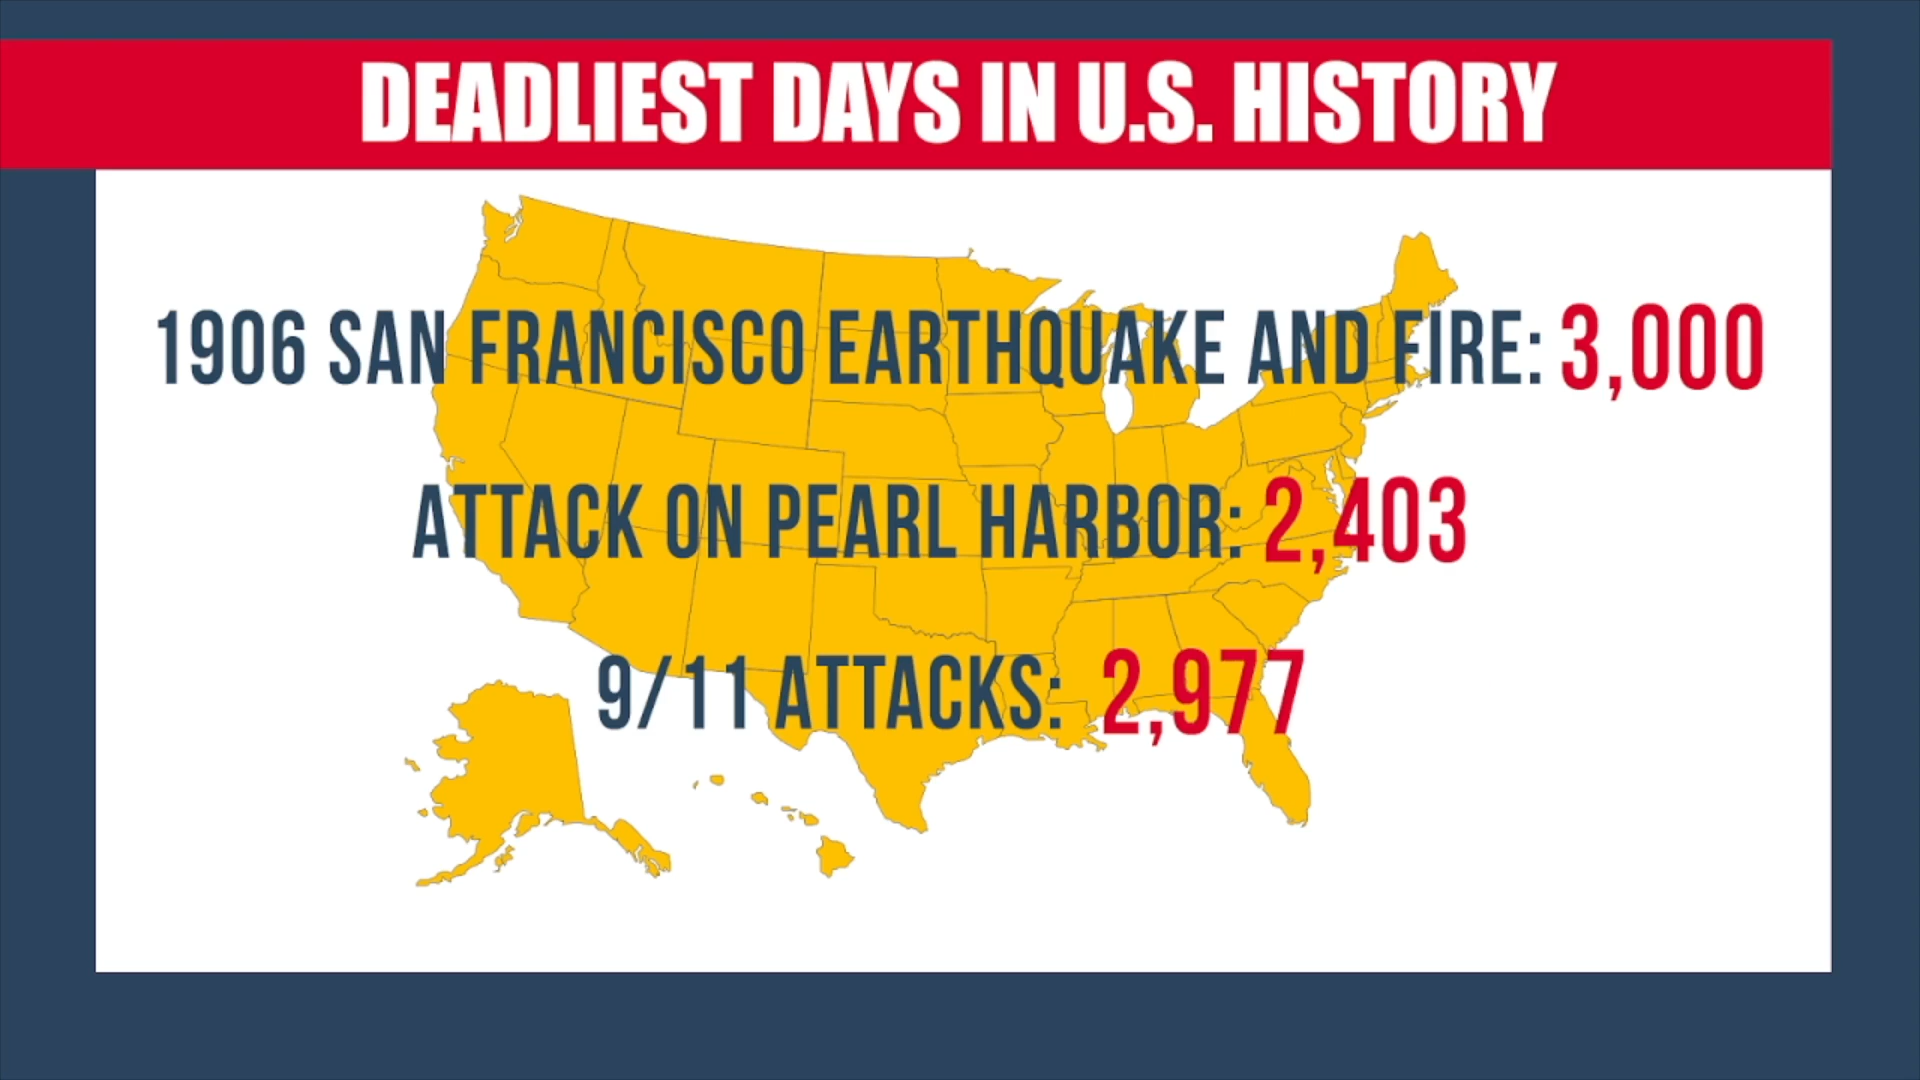 DEADLIEST DAYS IN U.S. HISTORY
1906 SAN FRANCISCO EARTHQUAKE AND FIRE: 3,000
ATTACK ON PEARL HARBOR: 2,403
9/11 ATTACKS: 2,977